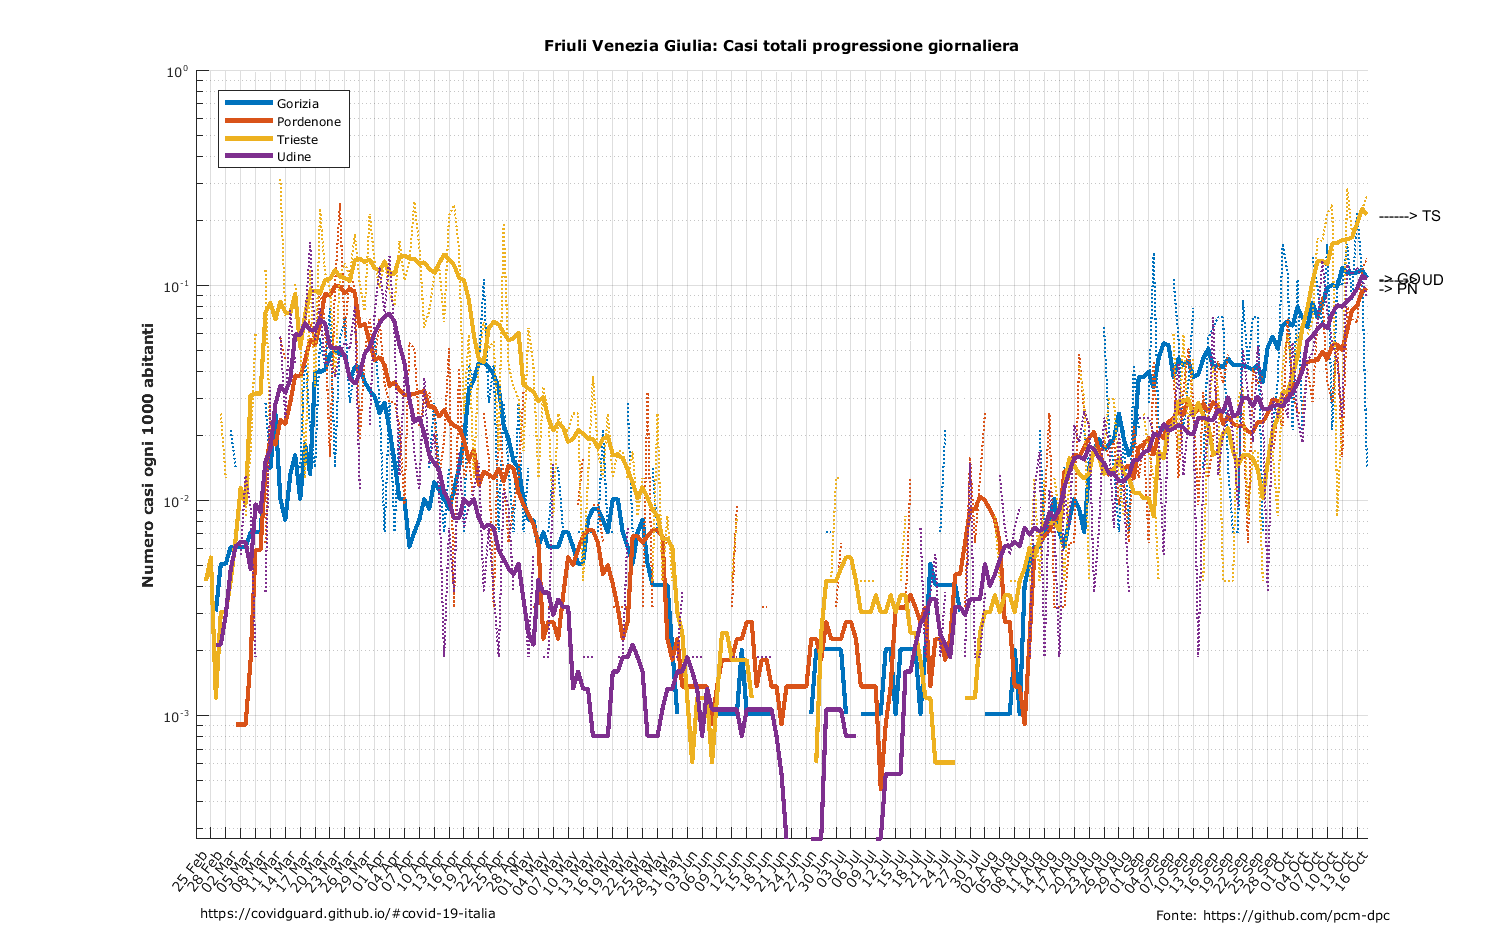 Friuli Venezia Giulia: Casi totali progressione giornaliera
Numero casi ogni 1000 abitanti
10⁰
10⁻¹
10⁻²
10⁻³
Gorizia
Pordenone
Trieste
Udine
------> TS
-> GO
------> UD
-> PN
25 Feb
28 Feb
02 Mar
05 Mar
08 Mar
11 Mar
14 Mar
17 Mar
20 Mar
23 Mar
26 Mar
29 Mar
01 Apr
04 Apr
07 Apr
10 Apr
13 Apr
16 Apr
19 Apr
22 Apr
25 Apr
28 Apr
01 May
04 May
07 May
10 May
13 May
16 May
19 May
22 May
25 May
28 May
31 May
03 Jun
06 Jun
09 Jun
12 Jun
15 Jun
18 Jun
21 Jun
24 Jun
27 Jun
30 Jun
03 Jul
06 Jul
09 Jul
12 Jul
15 Jul
18 Jul
21 Jul
24 Jul
27 Jul
30 Jul
02 Aug
05 Aug
08 Aug
11 Aug
14 Aug
17 Aug
20 Aug
23 Aug
26 Aug
29 Aug
01 Sep
04 Sep
07 Sep
10 Sep
13 Sep
16 Sep
19 Sep
22 Sep
25 Sep
28 Sep
01 Oct
04 Oct
07 Oct
10 Oct
13 Oct
16 Oct
https://covidguard.github.io/#covid-19-italia
Fonte: https://github.com/pcm-dpc